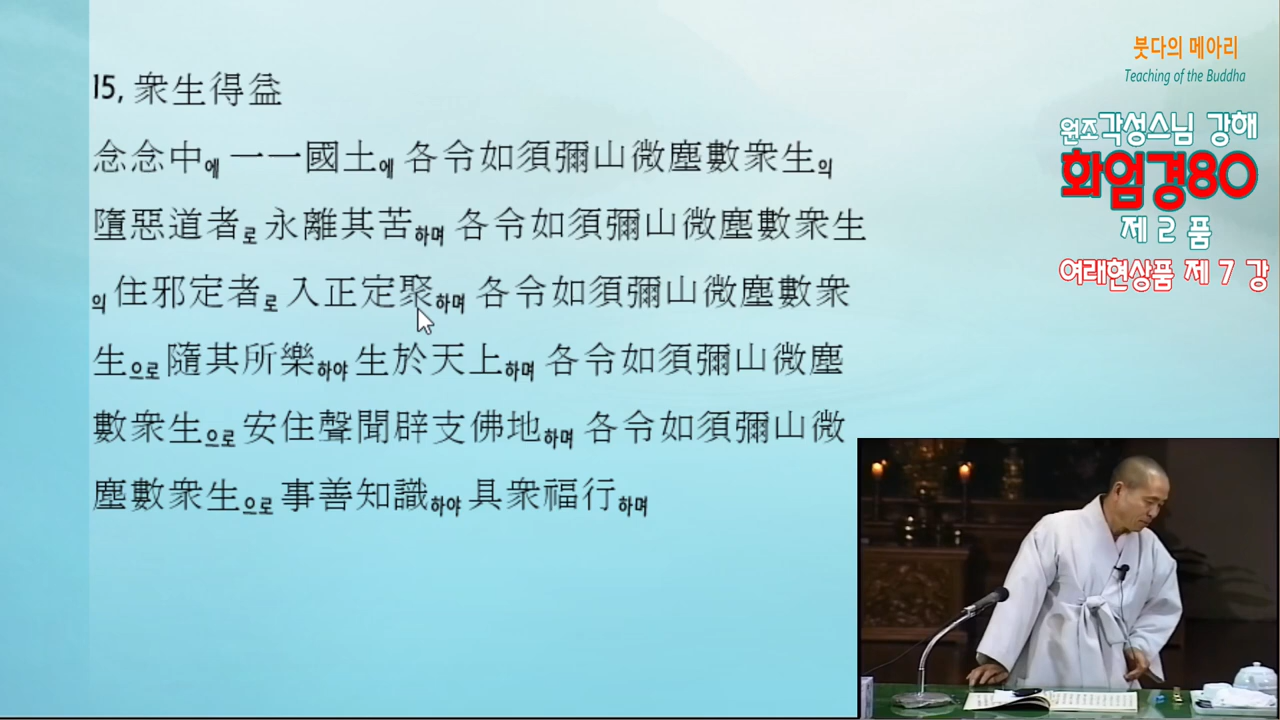 15, 衆生得益
念念中에 一一國土에 各令如須彌山微塵數衆生의
墮惡道者로 永離其苦하며 各令如須彌山微塵數衆生
의 住邪定者로 入正定聚하며 各令如須彌山微塵數衆
生으로 隨其所樂하야 生於天上하며 各令如須彌山微塵
數衆生으로 安住聲聞辟支佛地하며 各令如須彌山微
塵數衆生으로 事善知識하야 具衆福行하며
붓다의 메아리
Teaching of the Buddha
원조각성스님 강해
화엄경80
제 2 품
여래현상품 제 7 강